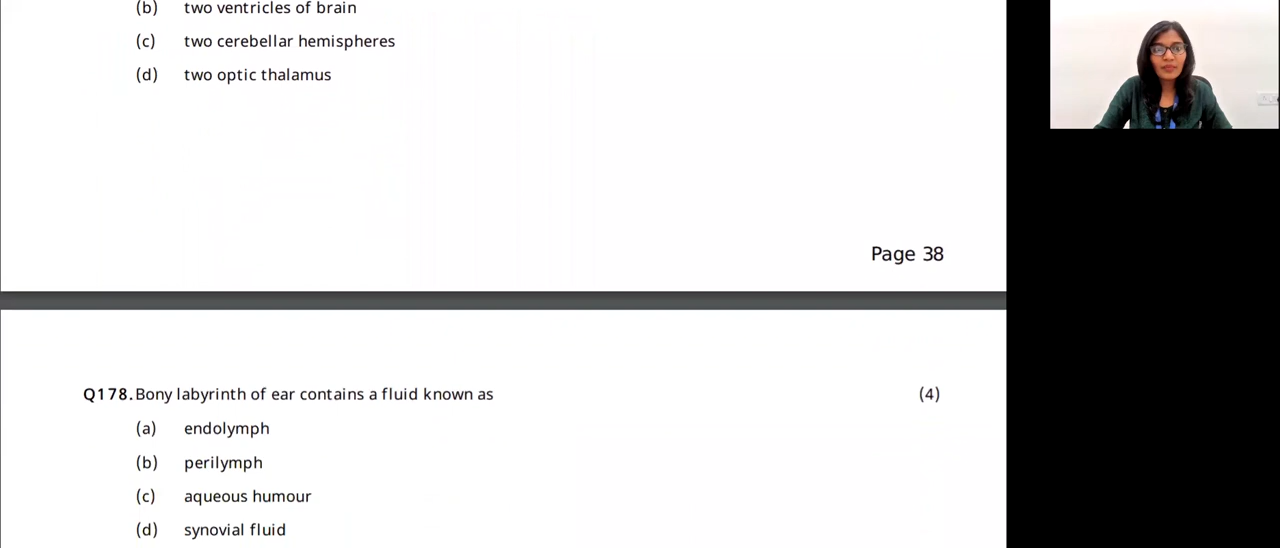 (b) two ventricles of brain
(c) two cerebellar hemispheres
(d) two optic thalamus
Page 38
Q178. Bony labyrinth of ear contains a fluid known as (4)
(a) endolymph
(b) perilymph
(c) aqueous humour
(d) synovial fluid